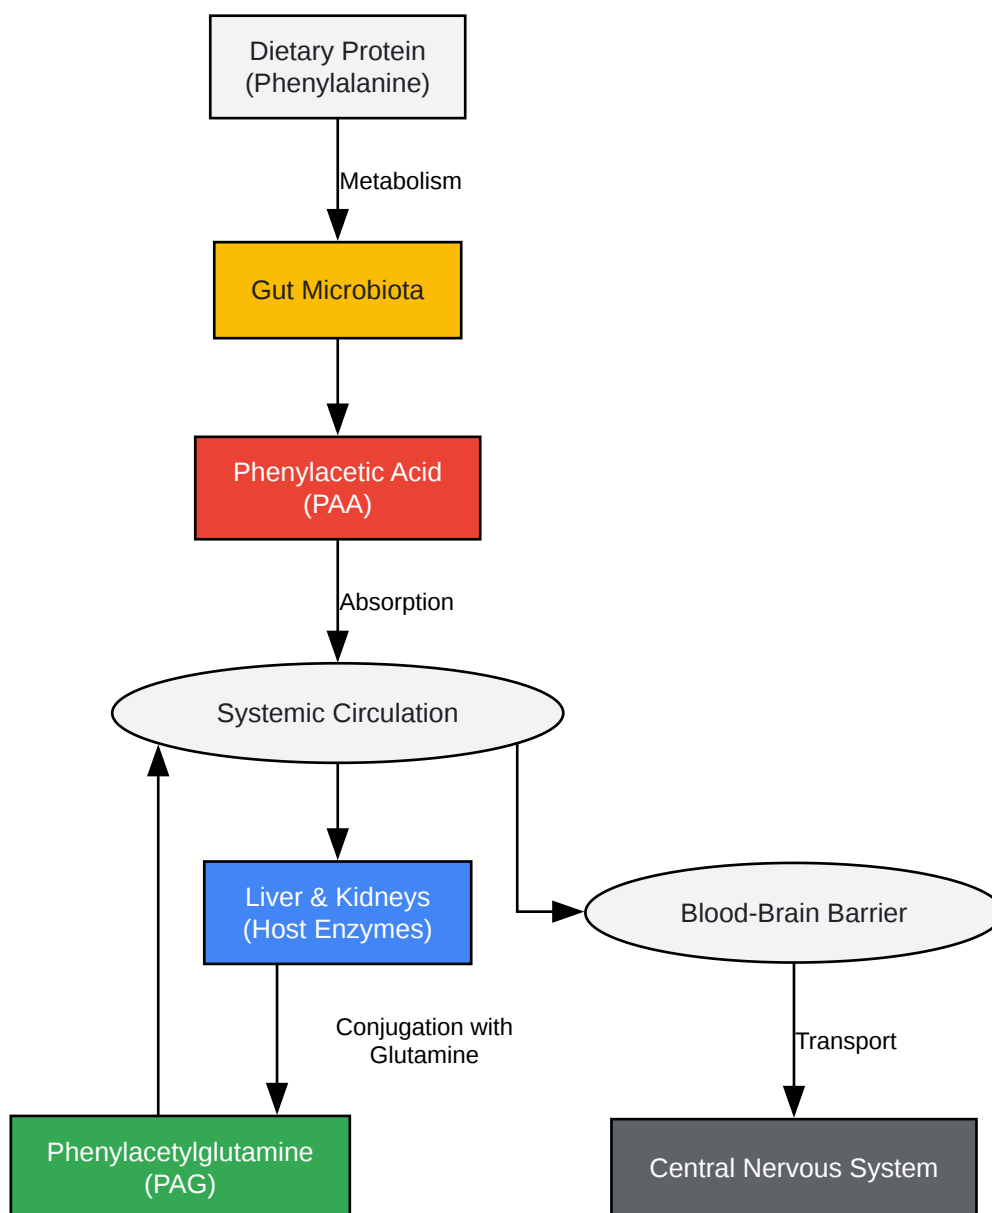 Dietary Protein
(Phenylalanine)
Metabolism
Gut Microbiota
Phenylacetic Acid
(PAA)
Absorption
Systemic Circulation
Liver & Kidneys
(Host Enzymes)
Blood-Brain Barrier
Conjugation with
Glutamine
Transport
Phenylacetylglutamine
(PAG)
Central Nervous System